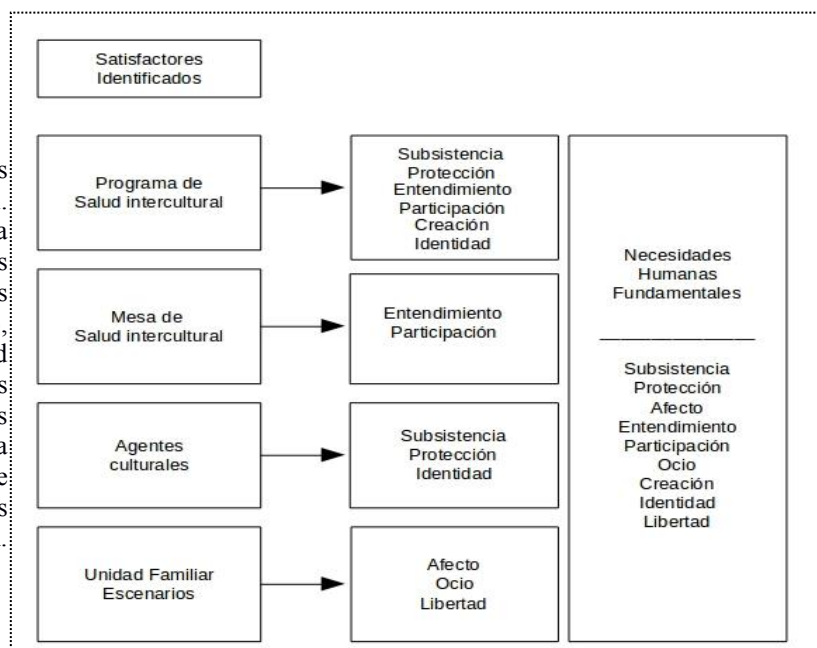 Satisfactores
Identificados
Programa de
Salud intercultural
Subsistencia
Protección
Entendimiento
Participación
Creación
Identidad
Mesa de
Salud intercultural
Entendimiento
Participación
Agentes
culturales
Subsistencia
Protección
Identidad
Unidad Familiar
Escenarios
Afecto
Ocio
Libertad
Necesidades
Humanas
Fundamentales
Subsistencia
Protección
Afecto
Entendimiento
Participación
Ocio
Creación
Identidad
Libertad